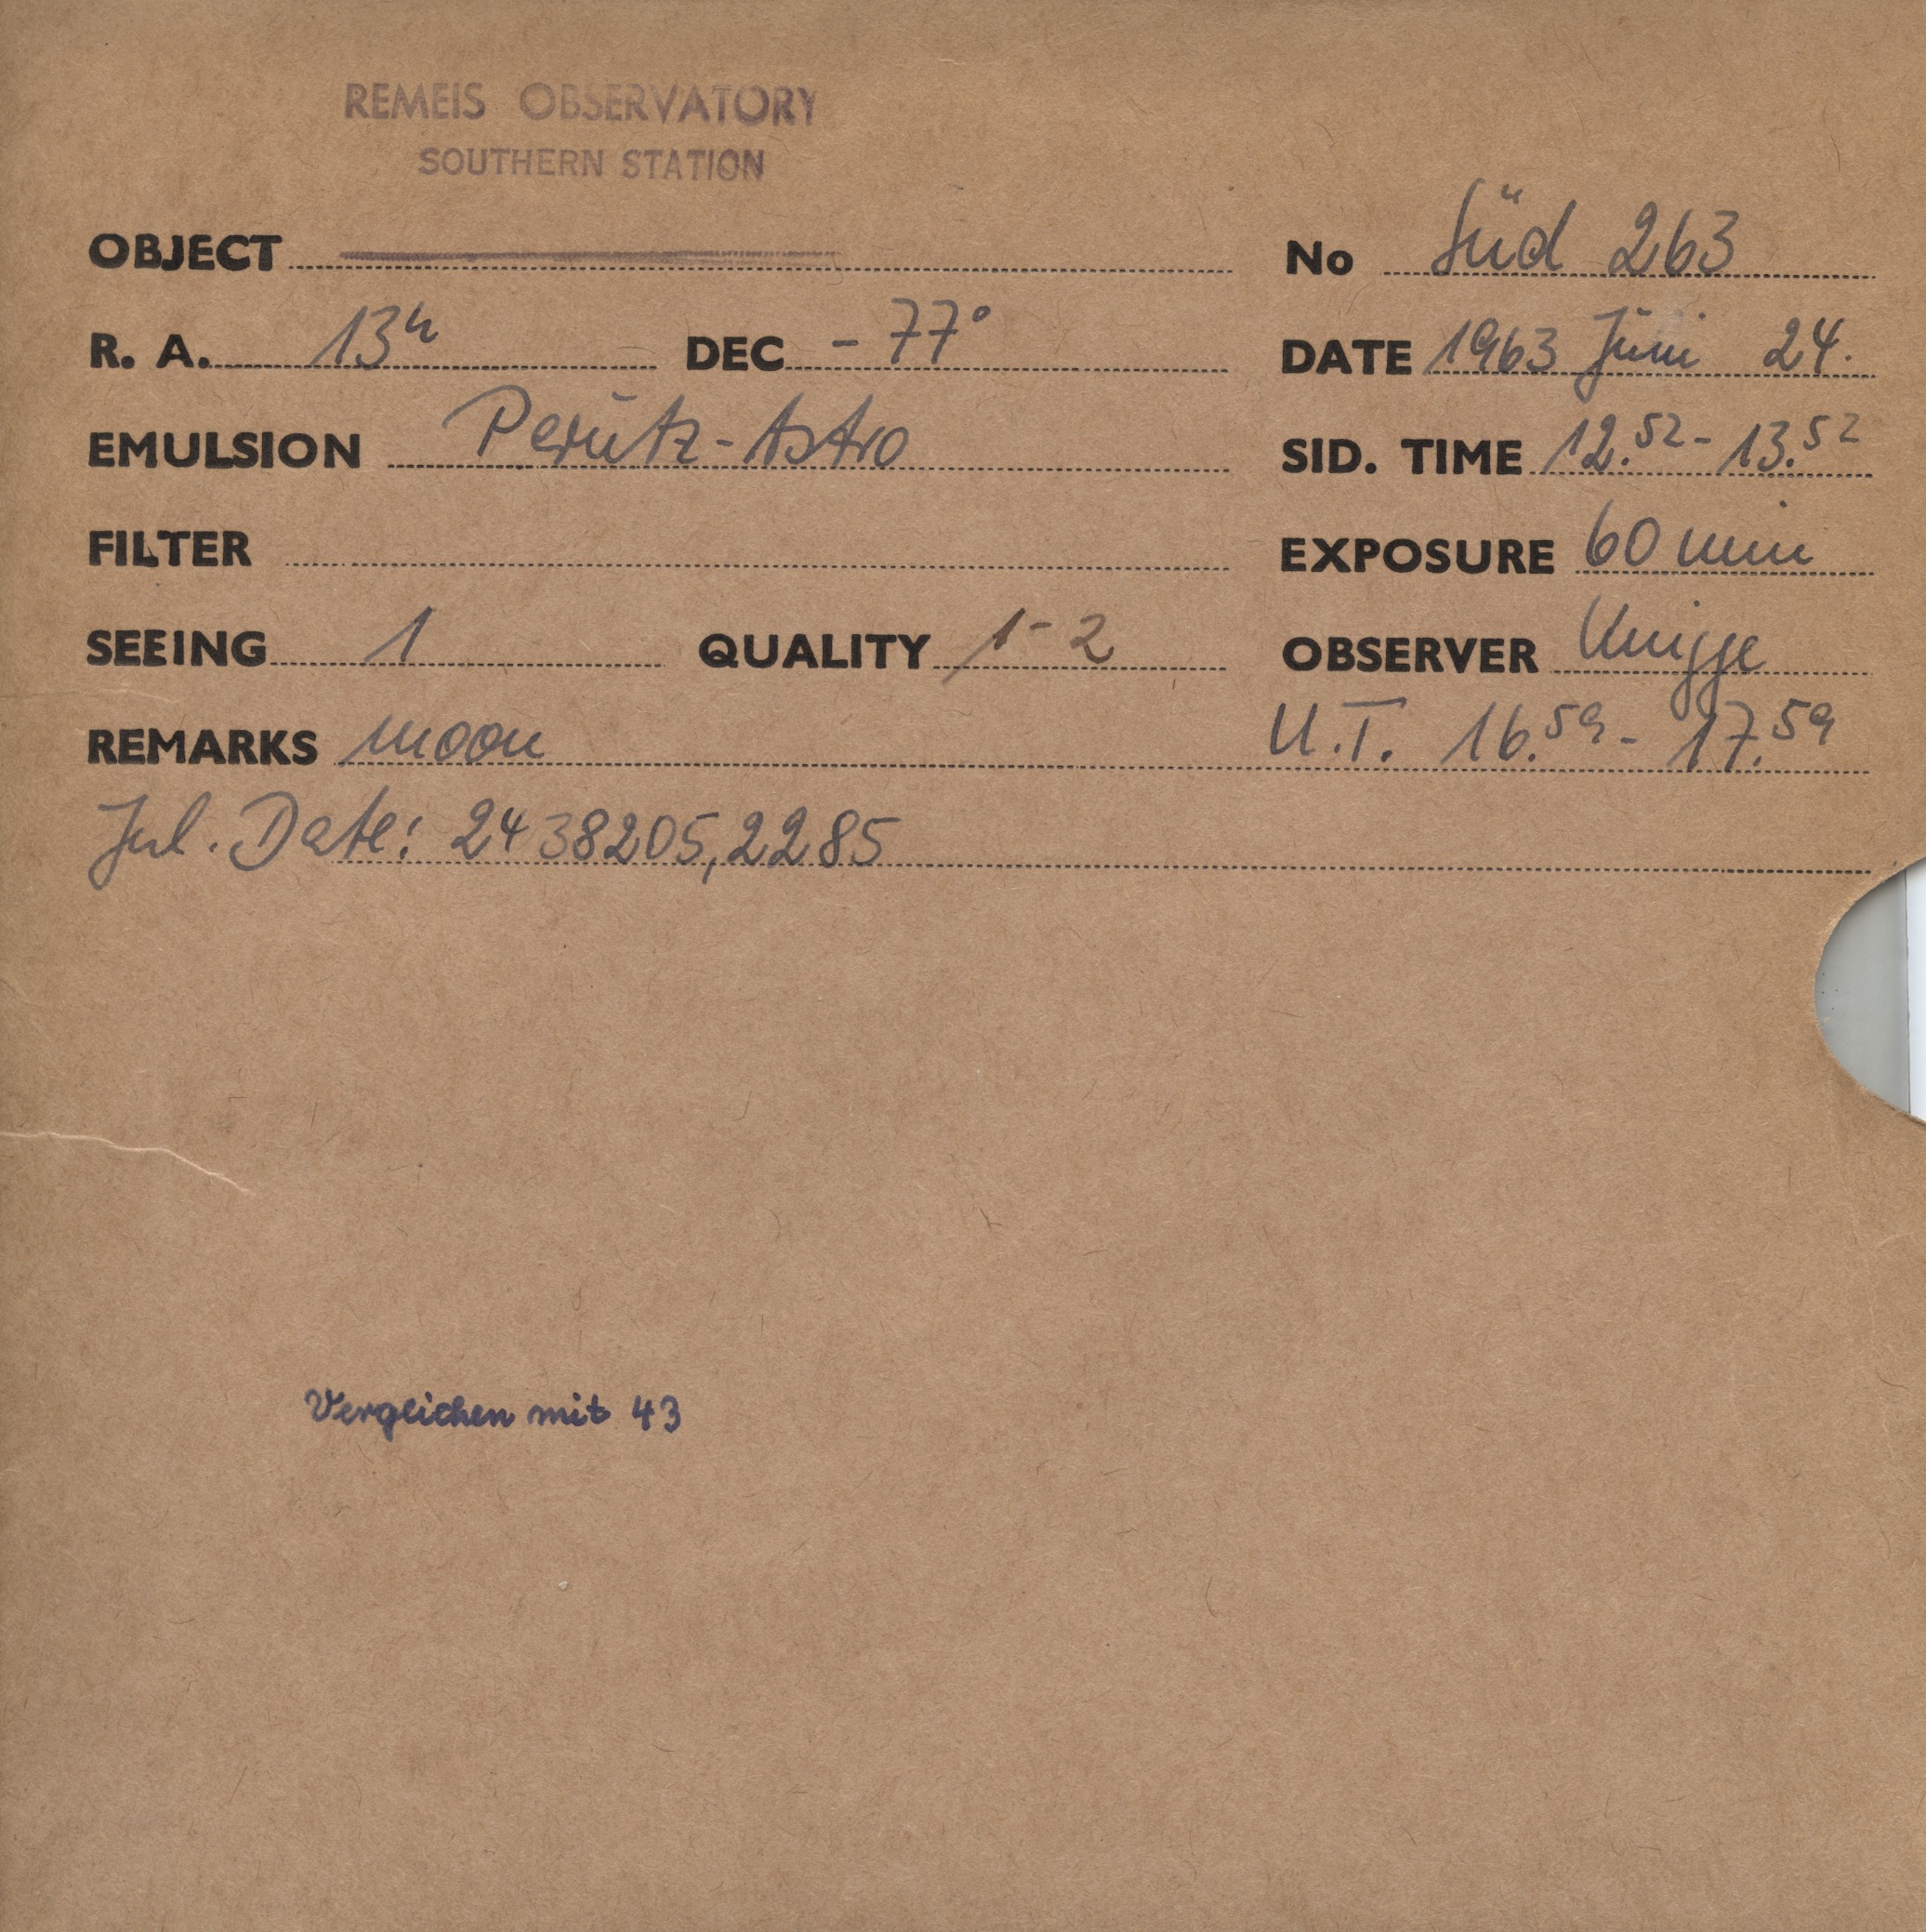 REMEIS OBSERVATORY
SOUTHERN STATION
OBJECT No Süd 263
R. A. 13h DEC - 77° DATE 1963 Juni 24.
EMULSION Perutz-Astro SID. TIME 12.52 - 13.52
FILTER EXPOSURE 60 min
SEEING 1 QUALITY 1-2 OBSERVER Knigge
REMARKS moon U.T. 16.59 - 17.59
Jul. Date: 2438205,2285
Vergleichen mit 43